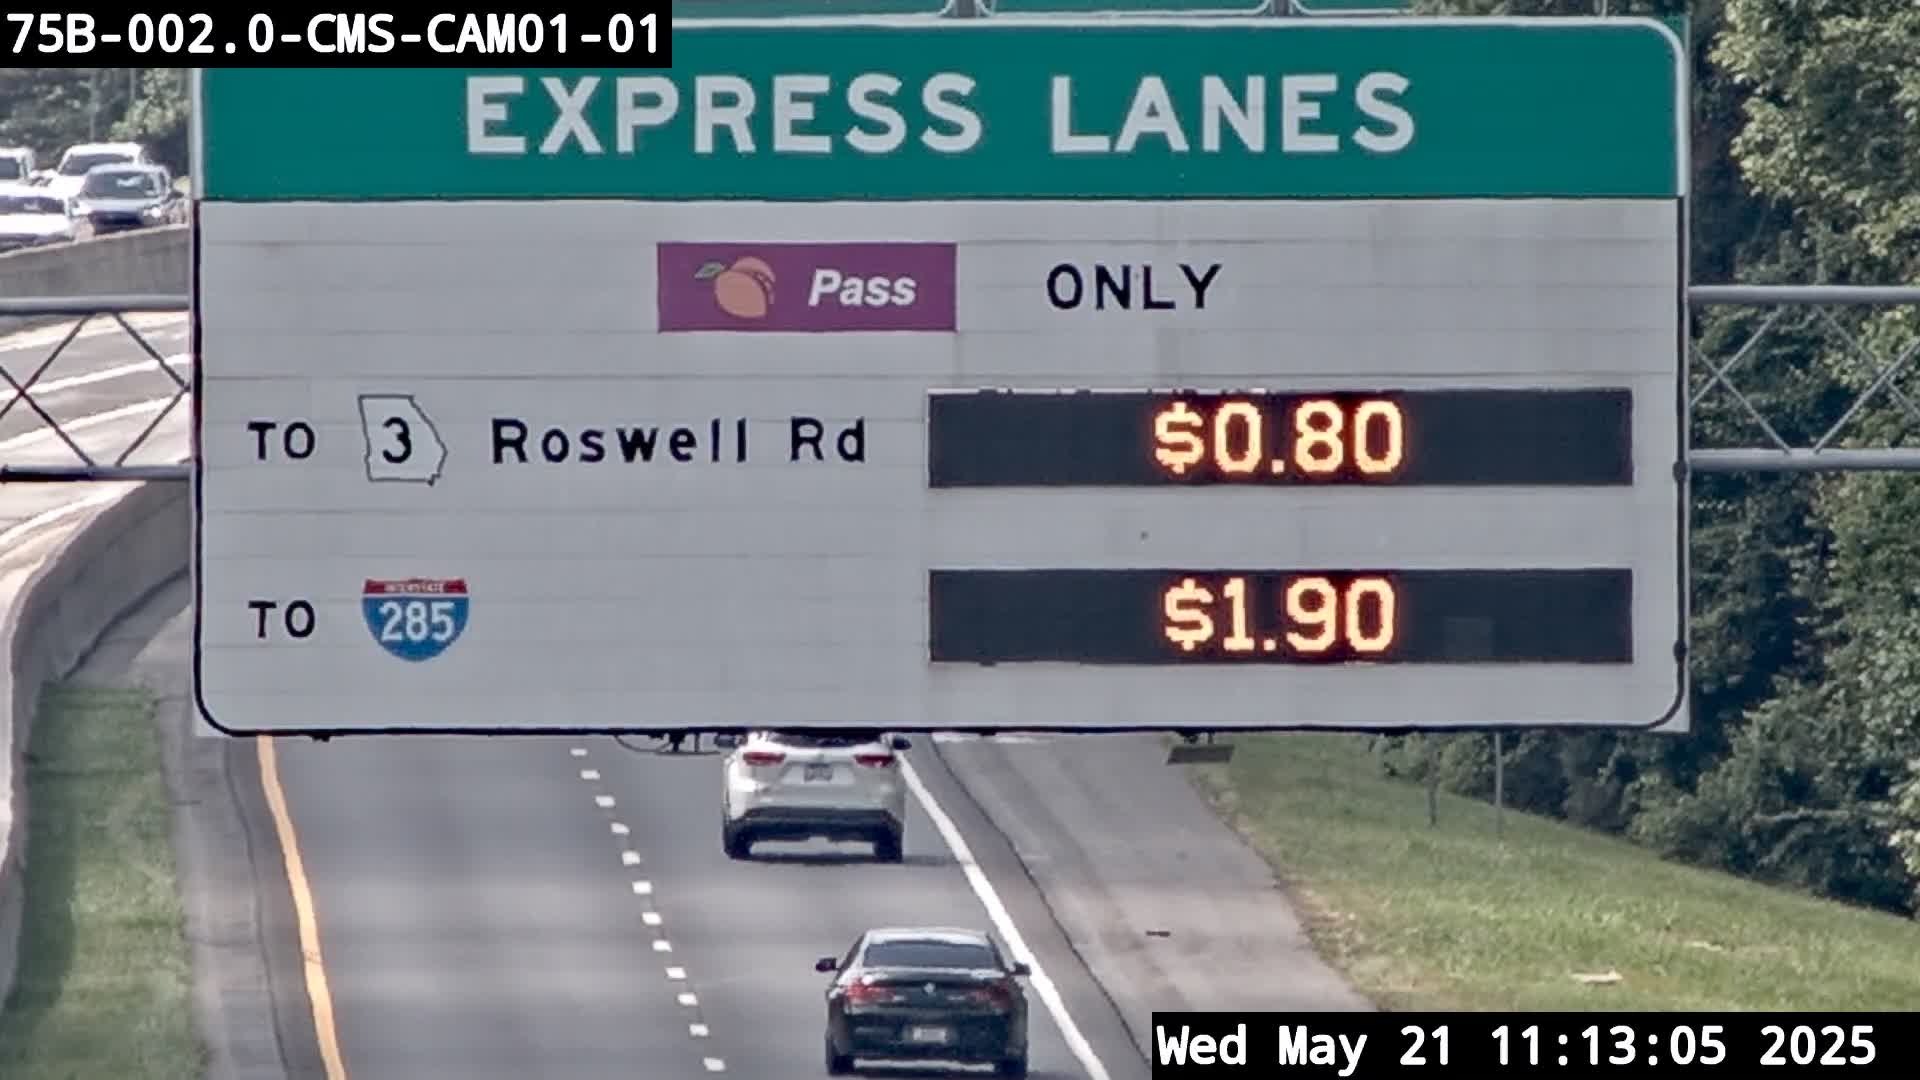 75B-002.0-CMS-CAM01-01
EXPRESS LANES
Pass ONLY
TO 3 Roswell Rd $0.80
INTERSTATE
TO 285 $1.90
Wed May 21 11:13:05 2025